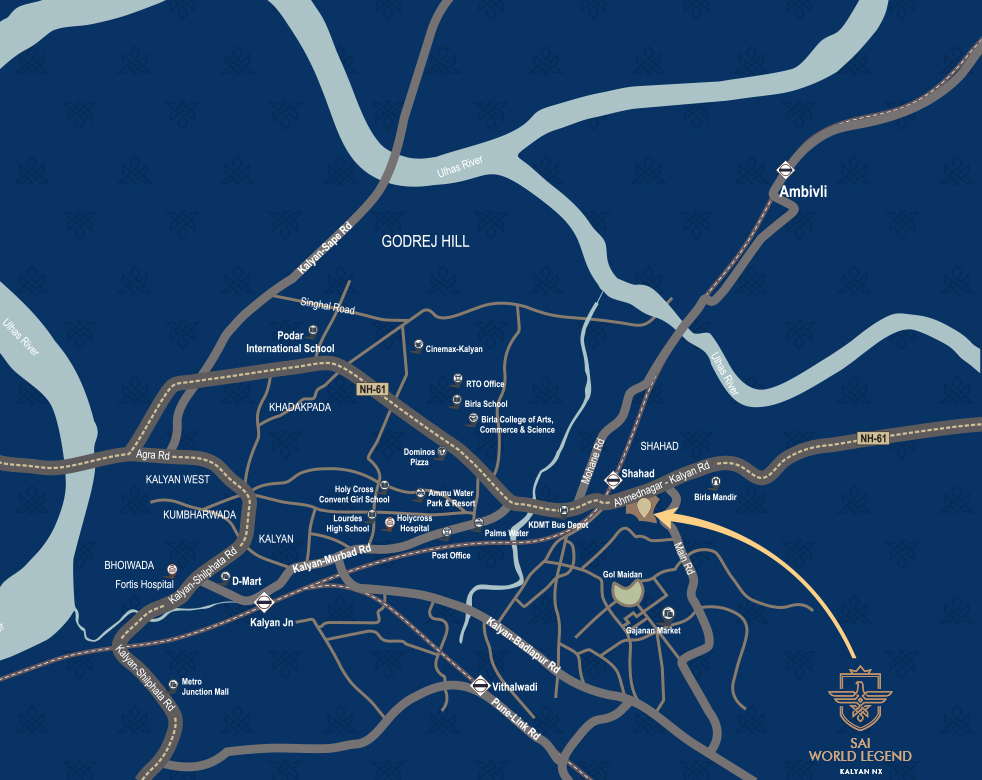 Ulhas River
Ambivli
Kalyan-Sape Rd
GODREJ HILL
Singhal Road
Ulhas River
Podar
International School
Cinemax-Kalyan
Ulhas River
RTO Office
NH-61
Birla School
KHADAKPADA
Birla College of Arts,
Commerce & Science
NH-61
Agra Rd
Dominos
Pizza
Mohane Rd
SHAHAD
Shahad
KALYAN WEST
Ahmednagar - Kalyan Rd
Holy Cross
Convent Girl School
Ammu Water
Park & Resort
Birla Mandir
KUMBHARWADA
Lourdes
High School
Holycross
Hospital
KDMT Bus Depot
Palms Water
KALYAN
Post Office
Kalyan-Murbad Rd
Main Rd
BHOIWADA
Fortis Hospital
Kalyan-Shilphata Rd
D-Mart
Gol Maidan
Kalyan Jn
Gajanan Market
Kalyan-Badlapur Rd
Kalyan-Shilphata Rd
Metro
Junction Mall
Vithalwadi
Pune-Link Rd
SAI
WORLD LEGEND
KALYAN NX